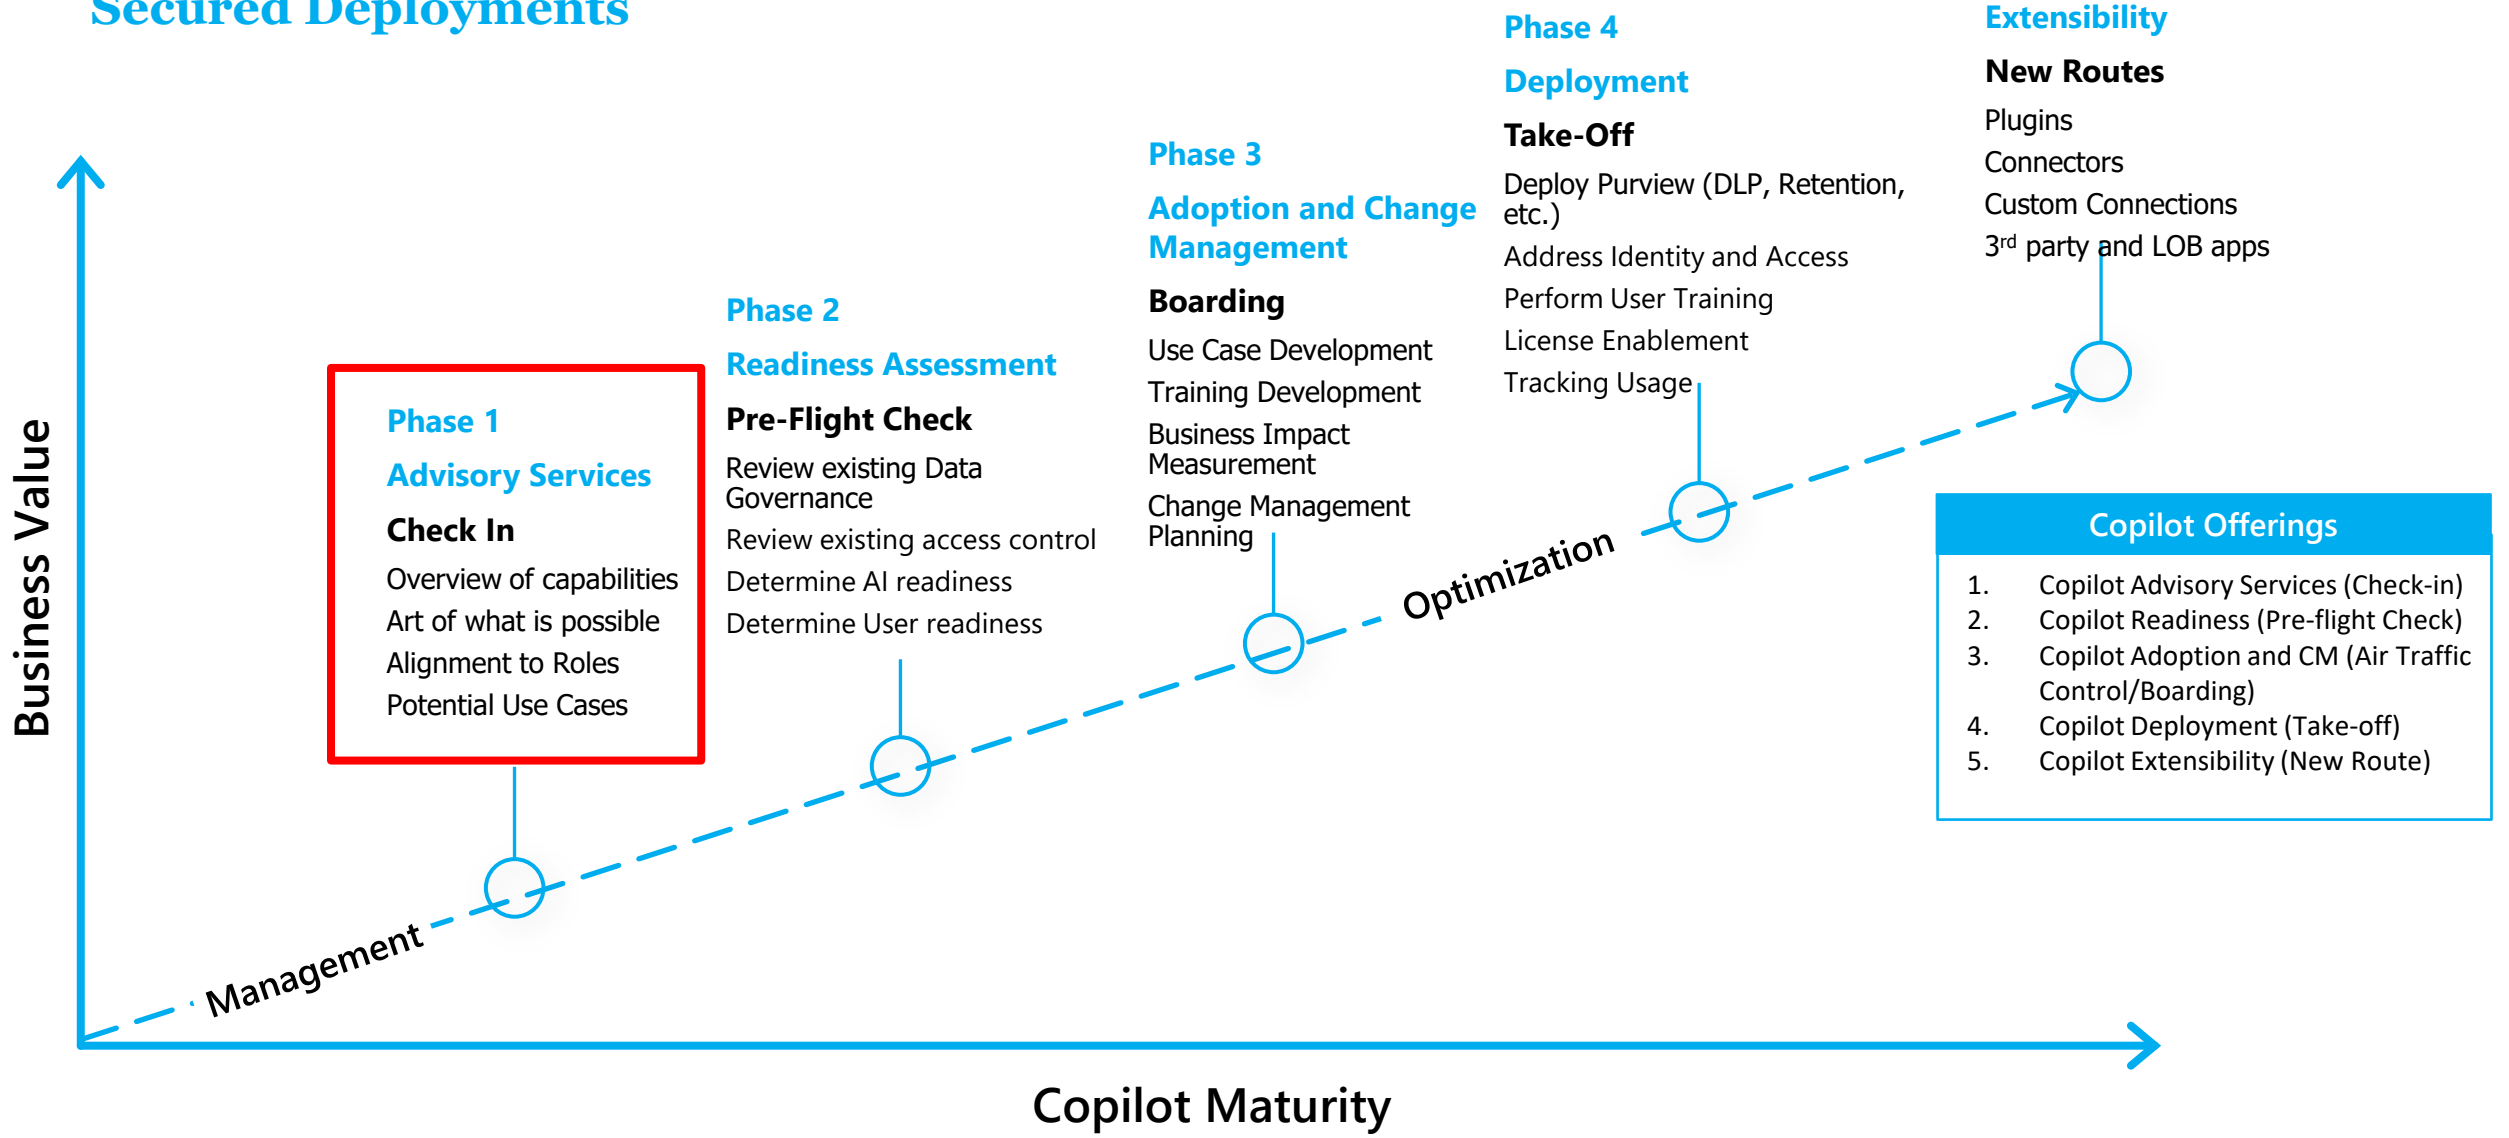 Secured Deployments
Business Value
Phase 1
Advisory Services
Check In
Overview of capabilities
Art of what is possible
Alignment to Roles
Potential Use Cases
Phase 2
Readiness Assessment
Pre-Flight Check
Review existing Data
Governance
Review existing access control
Determine AI readiness
Determine User readiness
Phase 3
Adoption and Change
Management
Boarding
Use Case Development
Training Development
Business Impact
Measurement
Change Management
Planning
Phase 4
Deployment
Take-Off
Deploy Purview (DLP, Retention,
etc.)
Address Identity and Access
Perform User Training
License Enablement
Tracking Usage
Extensibility
New Routes
Plugins
Connectors
Custom Connections
3rd party and LOB apps
Management
Optimization
Copilot Offerings
1. Copilot Advisory Services (Check-in)
2. Copilot Readiness (Pre-flight Check)
3. Copilot Adoption and CM (Air Traffic
Control/Boarding)
4. Copilot Deployment (Take-off)
5. Copilot Extensibility (New Route)
Copilot Maturity